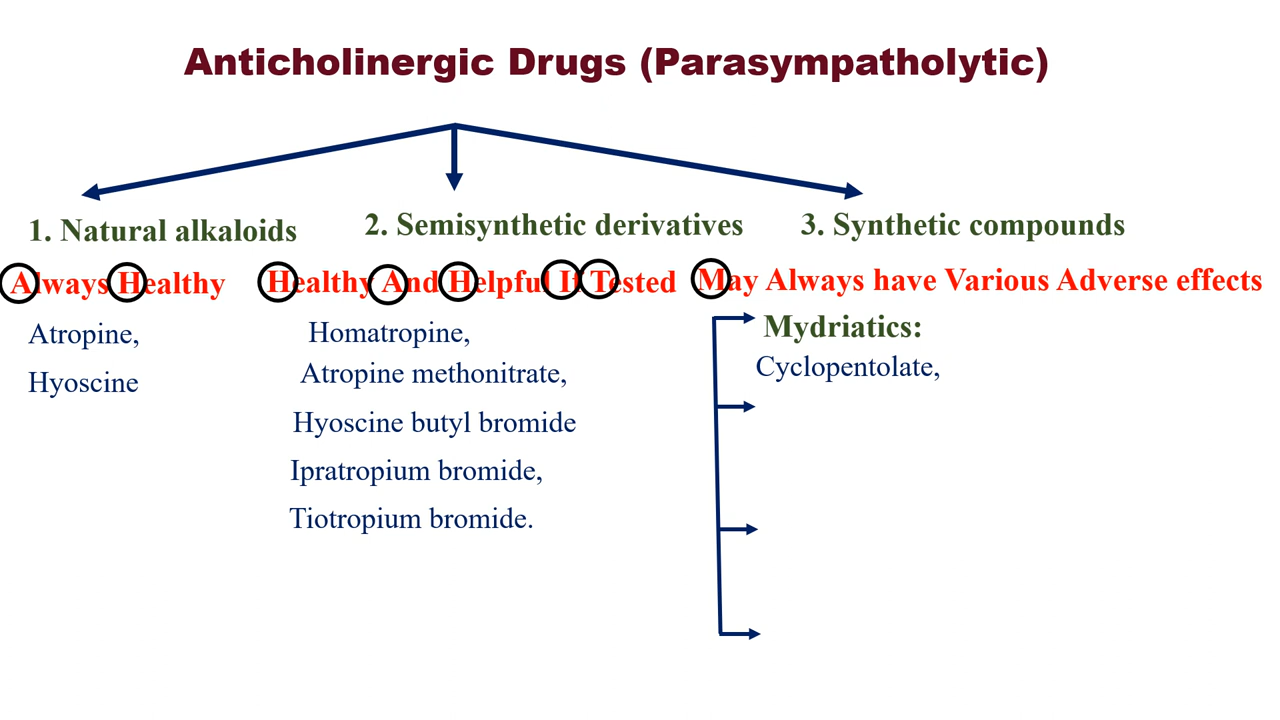 Anticholinergic Drugs (Parasympatholytic)
1. Natural alkaloids
Always Healthy
Atropine,
Hyoscine
2. Semisynthetic derivatives
Healthy And Helpful If Tested
Homatropine,
Atropine methonitrate,
Hyoscine butyl bromide
Ipratropium bromide,
Tiotropium bromide.
3. Synthetic compounds
May Always have Various Adverse effects
Mydriatics:
Cyclopentolate,